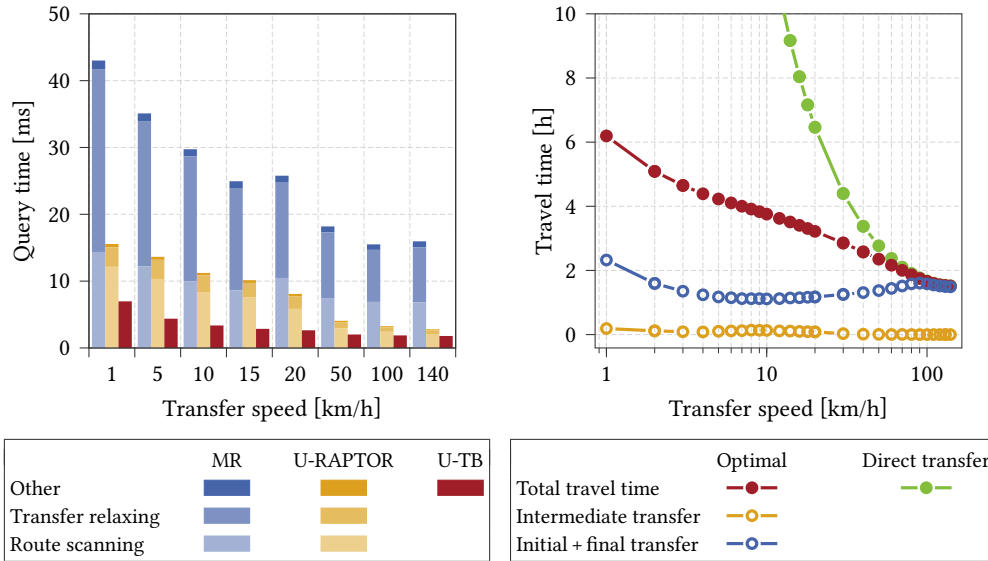 50
40
30
20
10
0
Query time [ms]
1 5 10 15 20 50 100 140
Transfer speed [km/h]
10
8
6
4
2
0
Travel time [h]
1 10 100
Transfer speed [km/h]
MR U-RAPTOR U-TB
Other
Transfer relaxing
Route scanning
Optimal Direct transfer
Total travel time
Intermediate transfer
Initial + final transfer